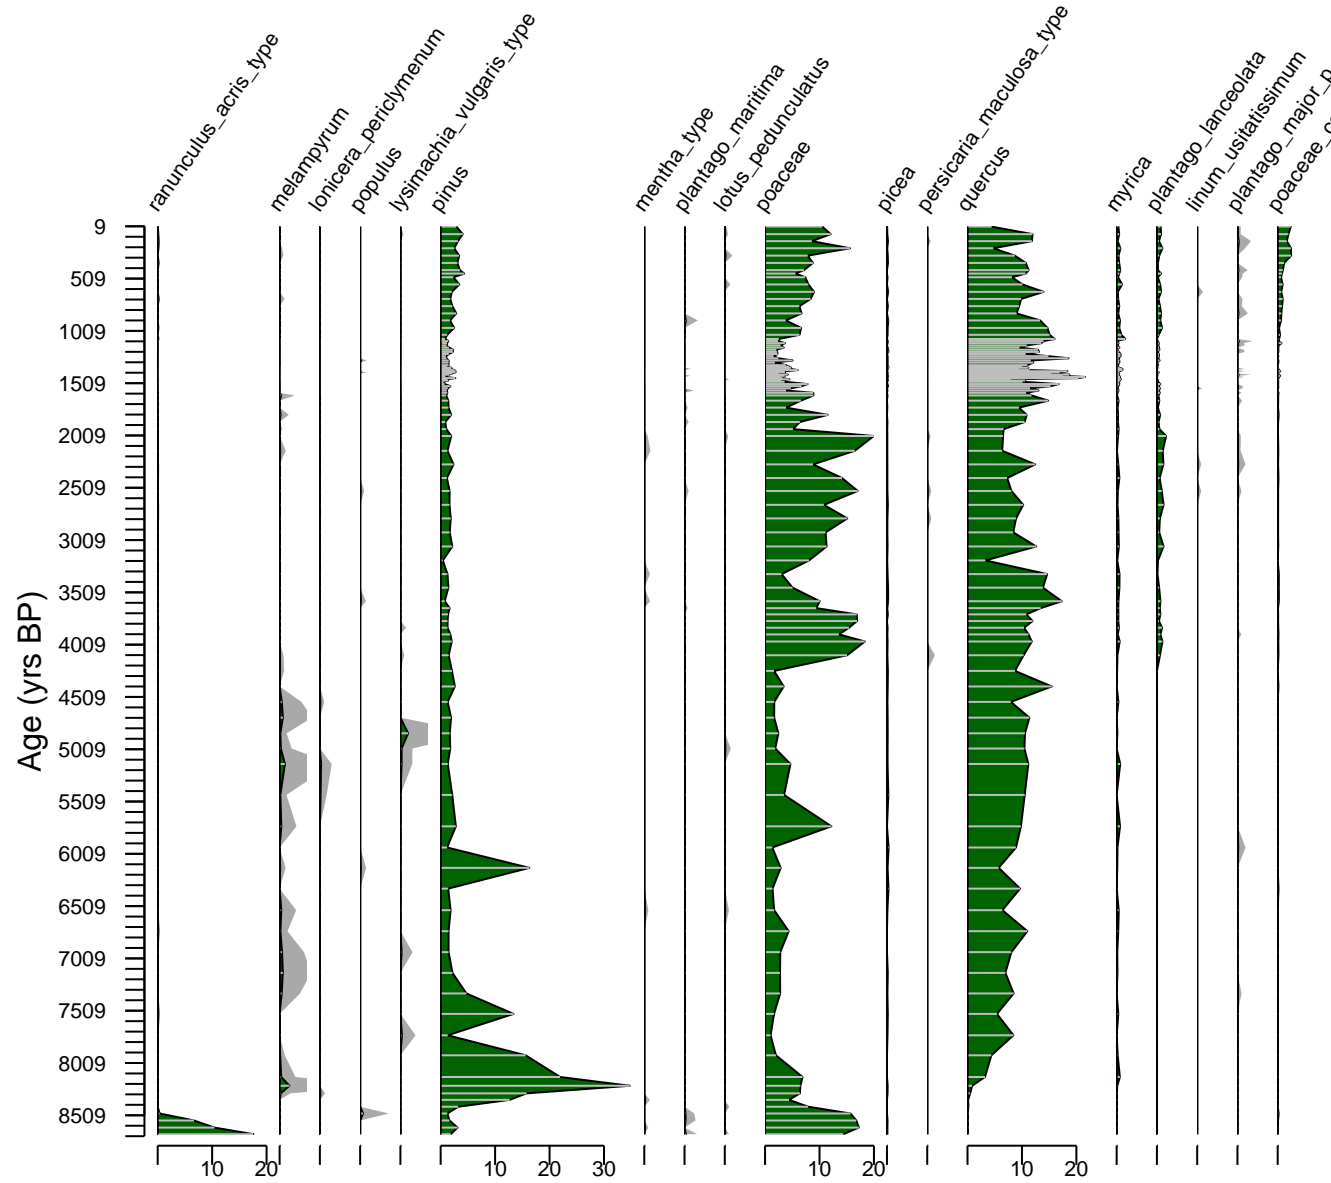 ranunculus_acris_type
melampyrum
lonicera_periclymenum
populus
lysimachia_vulgaris_type
pinus
mentha_type
plantago_maritima
lotus_pedunculatus
poaceae
picea
persicaria_maculosa_type
quercus
myrica
plantago_lanceolata
linum_usitatissimum
plantago_major_p
poaceae_c
Age (yrs BP)
9
509
1009
1509
2009
2509
3009
3509
4009
4509
5009
5509
6009
6509
7009
7509
8009
8509
10 20 10 20 30 10 20 10 20